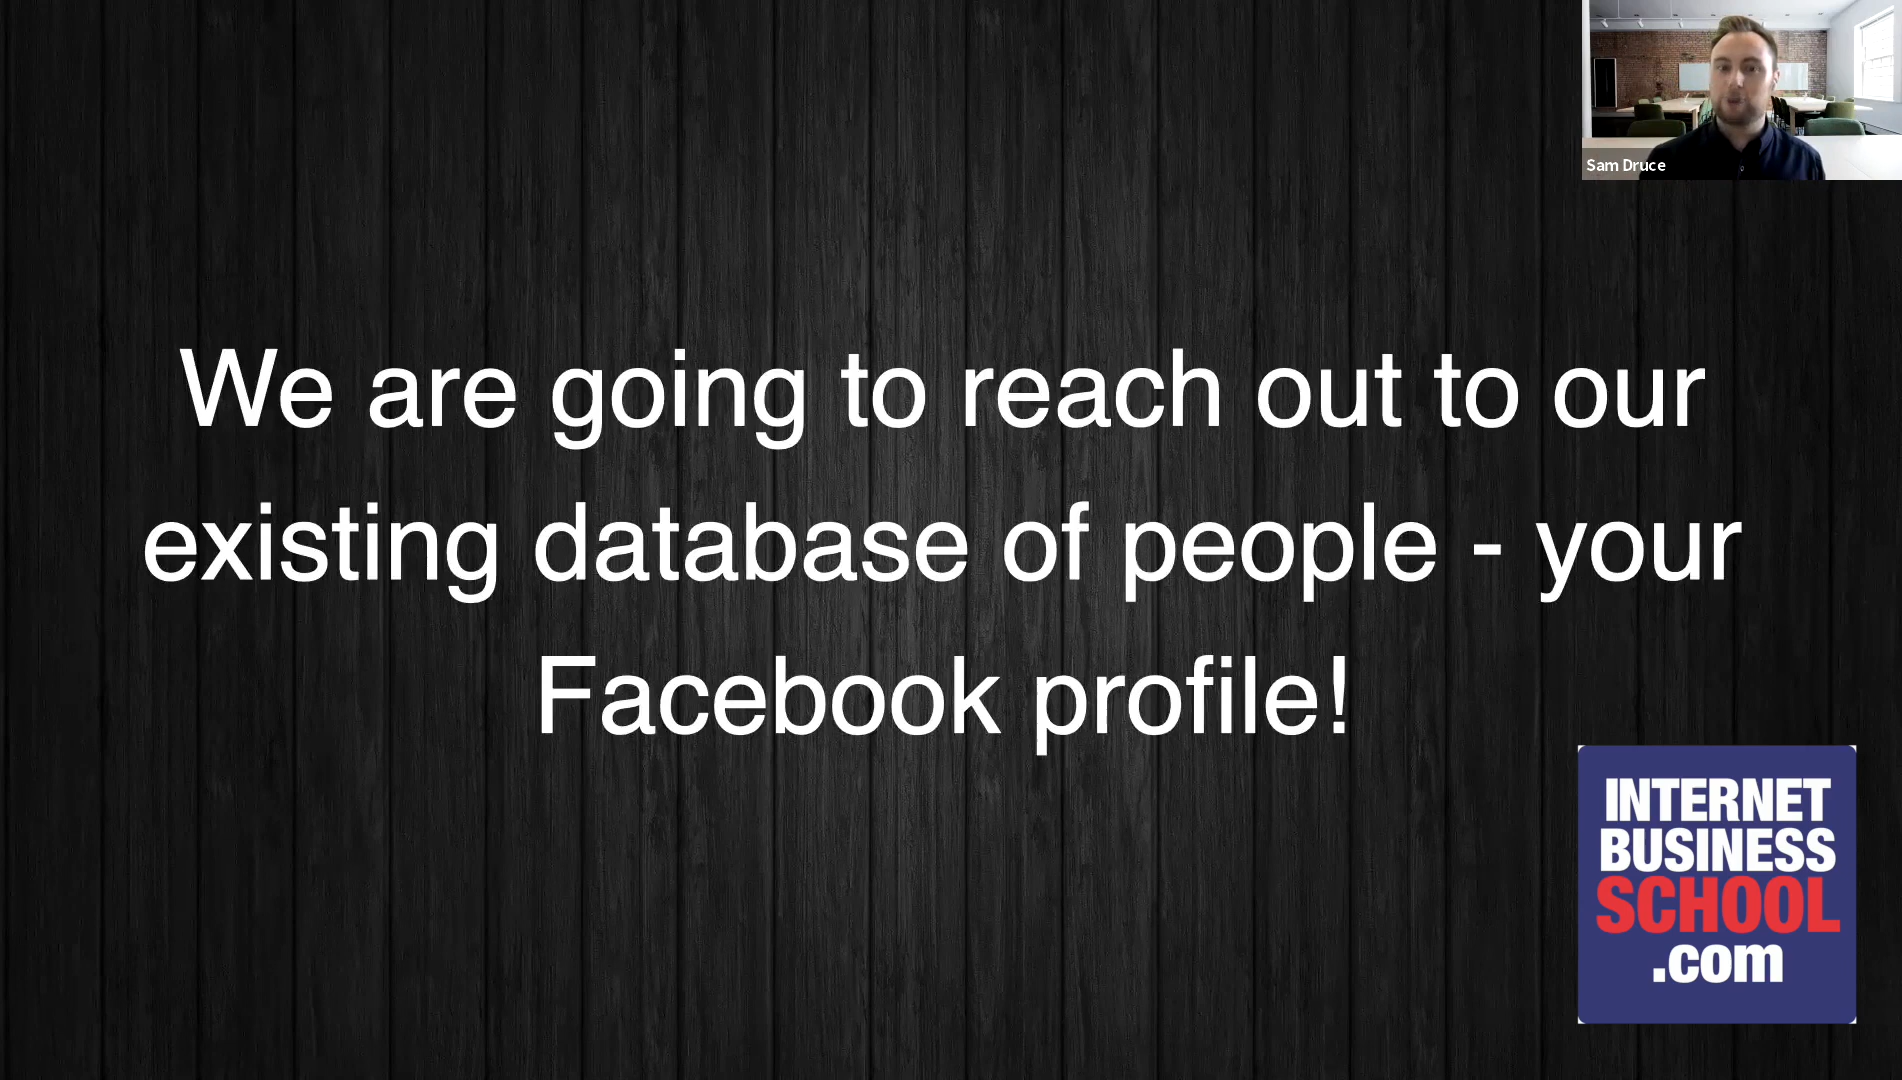 Sam Druce
We are going to reach out to our
existing database of people - your
Facebook profile!
INTERNET
BUSINESS
SCHOOL
.com